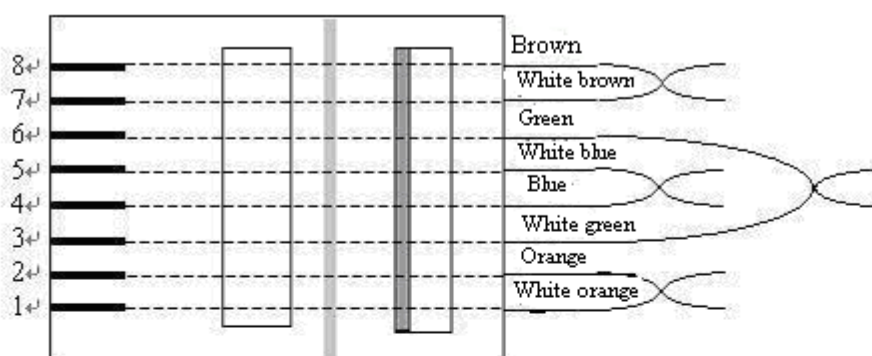 Brown
8↵
White brown
7↵
Green
6↵
White blue
5↵
Blue
4↵
White green
3↵
Orange
2↵
White orange
1↵